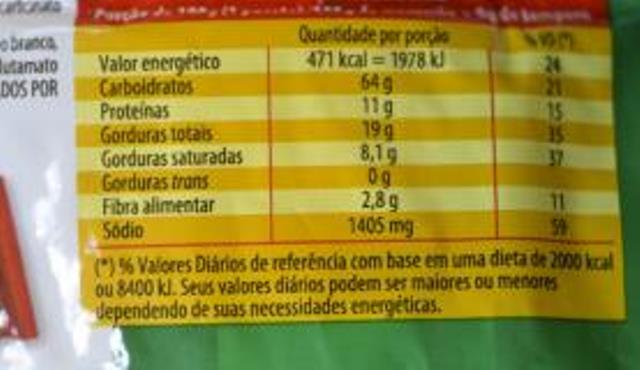 branco,
lutamato
DOS POR
Quantidade por porção % VD (*)
Valor energético 471 kcal = 1978 kJ 24
Carboidratos 64 g 21
Proteínas 11 g 15
Gorduras totais 19 g 35
Gorduras saturadas 8,1 g 37
Gorduras trans 0 g
Fibra alimentar 2,8 g 11
Sódio 1405 mg 59
(*) % Valores Diários de referência com base em uma dieta de 2000 kcal
ou 8400 kJ. Seus valores diários podem ser maiores ou menores
dependendo de suas necessidades energéticas.